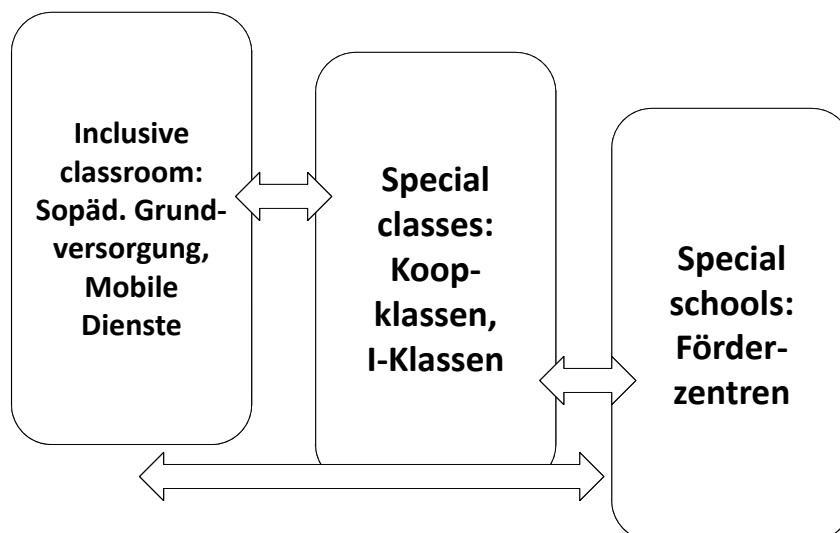 Inclusive
classroom:
Sopäd. Grund-
versorgung,
Mobile
Dienste
Special
classes:
Koop-
klassen,
I-Klassen
Special
schools:
Förder-
zentren